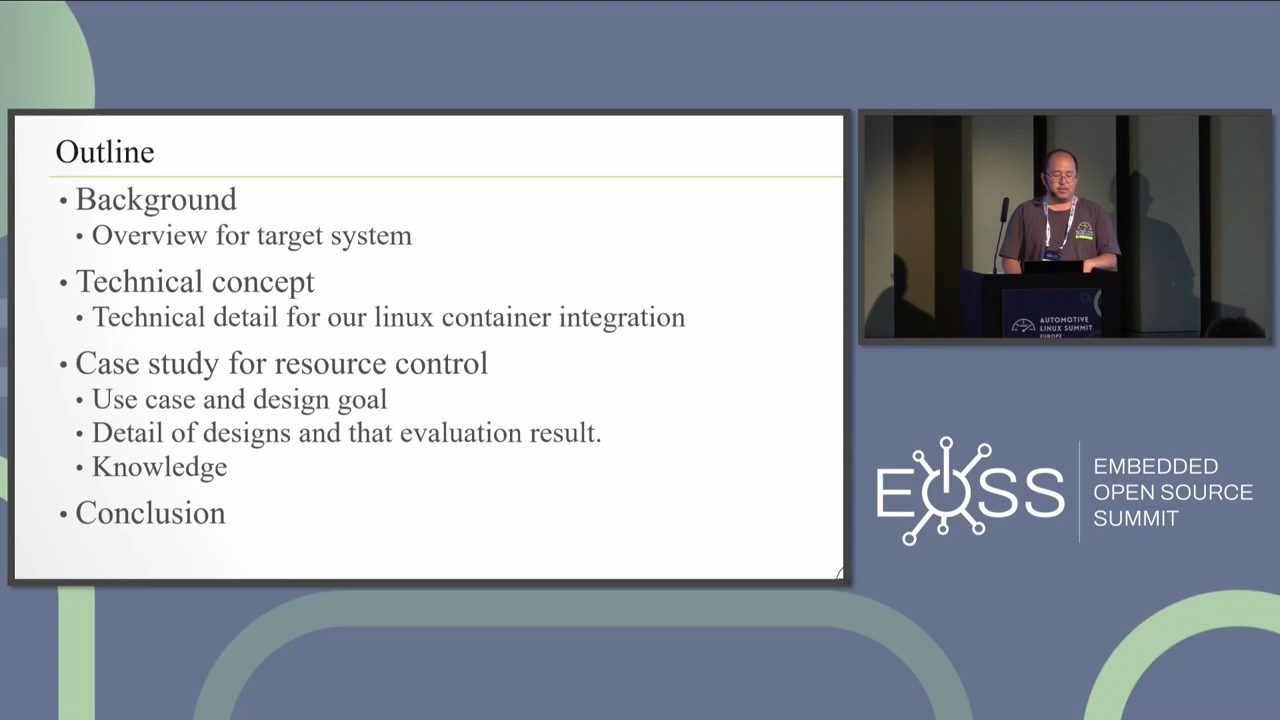 Outline
• Background
• Overview for target system
• Technical concept
• Technical detail for our linux container integration
• Case study for resource control
• Use case and design goal
• Detail of designs and that evaluation result.
• Knowledge
• Conclusion
AUTOMOTIVE
LINUX SUMMIT
EUROPE
EOSS
EMBEDDED
OPEN SOURCE
SUMMIT